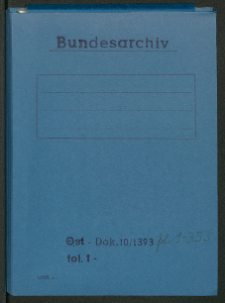 Bundesarchiv
Ost - Dok. 10/1393
fol. 1 -